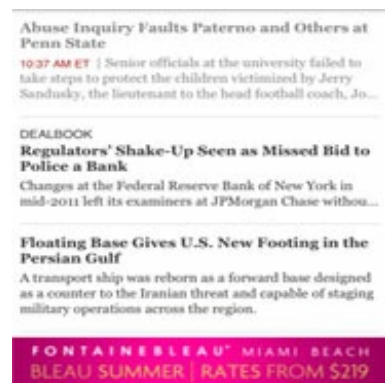 Abuse Inquiry Faults Paterno and Others at
Penn State
10:37 AM ET | Senior officials at the university failed to
take steps to protect the children victimized by Jerry
Sandusky, the lieutenant to the head football coach, Jo...
DEALBOOK
Regulators' Shake-Up Seen as Missed Bid to
Police a Bank
Changes at the Federal Reserve Bank of New York in
mid-2011 left its examiners at JPMorgan Chase withou...
Floating Base Gives U.S. New Footing in the
Persian Gulf
A transport ship was reborn as a forward base designed
as a counter to the Iranian threat and capable of staging
military operations across the region.
FONTAINEBLEAU MIAMI BEACH
BLEAU SUMMER | RATES FROM $219